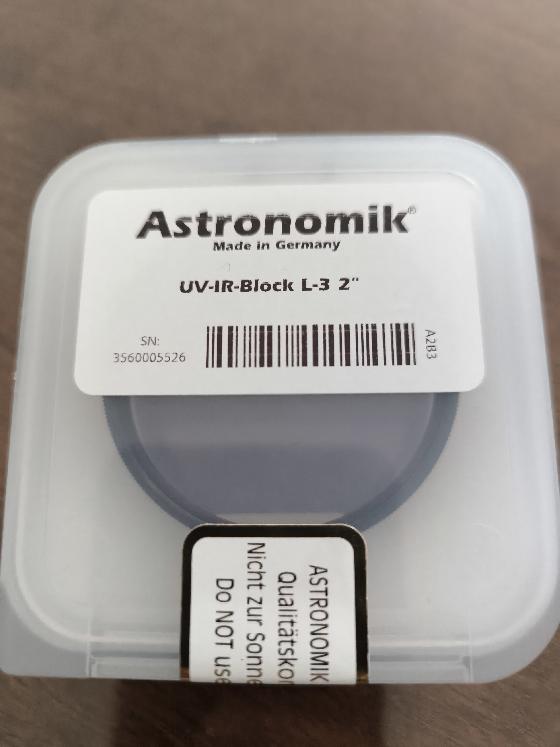 Astronomik®
Made in Germany
UV-IR-Block L-3 2"
SN:
3560005526
A2B3
ASTRONOMIK
Nicht zur Sonne
Do NOT use